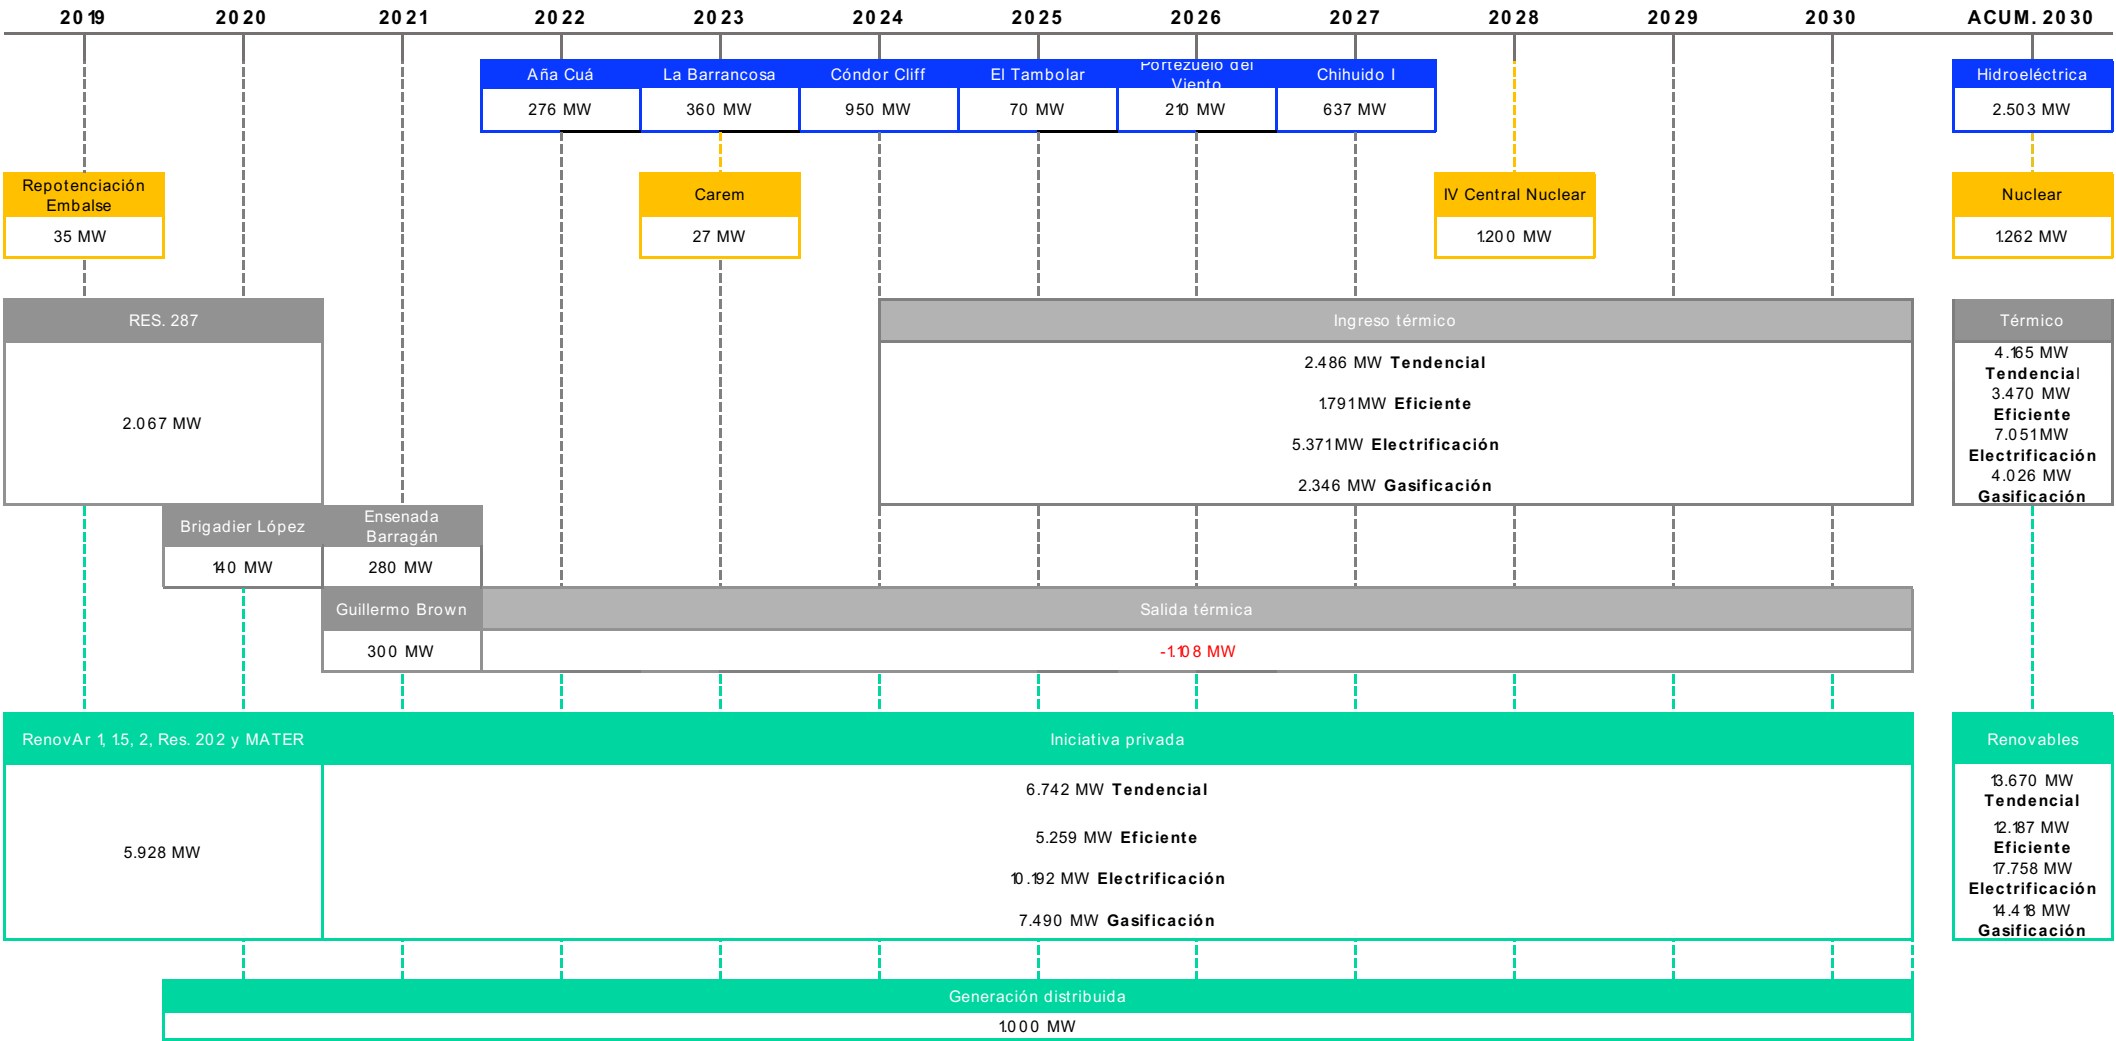 2019 2020 2021 2022 2023 2024 2025 2026 2027 2028 2029 2030 ACUM. 2030
Aña Cuá La Barrancosa Cóndor Cliff El Tambolar Portezuelo del Viento Chihuido I Hidroeléctrica
276 MW 360 MW 950 MW 70 MW 210 MW 637 MW 2.503 MW
Repotenciación
Embalse
Carem IV Central Nuclear Nuclear
35 MW 27 MW 1.200 MW 1.262 MW
RES. 287 Ingreso térmico Térmico
2.067 MW
2.486 MW Tendencial
1.791 MW Eficiente
5.371 MW Electrificación
2.346 MW Gasificación
4.165 MW
Tendencial
3.470 MW
Eficiente
7.051 MW
Electrificación
4.026 MW
Gasificación
Brigadier López
Ensenada
Barragán
140 MW 280 MW
Guillermo Brown Salida térmica
300 MW -1.108 MW
RenovAr 1, 1.5, 2, Res. 202 y MATER Iniciativa privada Renovables
5.928 MW
6.742 MW Tendencial
5.259 MW Eficiente
10.192 MW Electrificación
7.490 MW Gasificación
13.670 MW
Tendencial
12.187 MW
Eficiente
17.758 MW
Electrificación
14.418 MW
Gasificación
Generación distribuida
1.000 MW